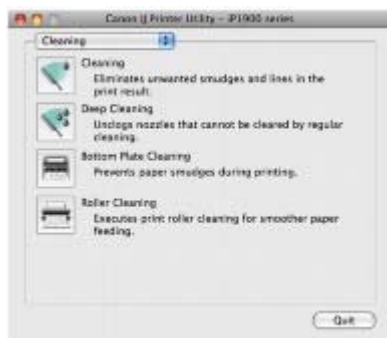 Canon IJ Printer Utility – iP1900 series
Cleaning
Cleaning
Eliminates unwanted smudges and lines in the
print result.
Deep Cleaning
Unclogs nozzles that cannot be cleared by regular
cleaning.
Bottom Plate Cleaning
Prevents paper smudges during printing.
Roller Cleaning
Executes print roller cleaning for smoother paper
feeding.
Quit